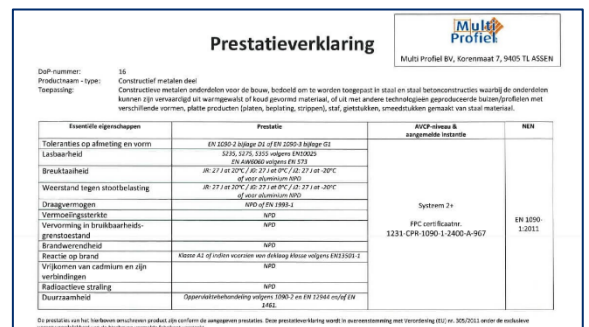 Multi
Profiel
Prestatieverklaring
Multi Profiel BV, Korenmaat 7, 9405 TL ASSEN
DoP-nummer: 16
Productnaam - type: Constructief metalen deel
Toepassing: Constructieve metalen onderdelen voor de bouw, bedoeld om te worden toegepast in staal en staal betonconstructies waarbij de onderdelen
kunnen zijn vervaardigd uit warmgewalst of koud gevormd materiaal, of uit met andere technologieën geproduceerde buizen/profielen met
verschillende vormen, platte producten (platen, beplating, strippen), staf, gietstukken, smeedstukken gemaakt van staal materiaal.
Essentiële eigenschappen Prestatie AVCP-niveau & aangemelde instantie NEN
Toleranties op afmeting en vorm EN 1090-2 bijlage D1 of EN 1090-3 bijlage G1
Lasbaarheid S235, S275, S355 volgens EN10025
EN AW6060 volgens EN 573
Breuktaaiheid JR: 27 J at 20°C / J0: 27 J at 0°C / J2: 27 J at -20°C
of voor aluminium NPD
Weerstand tegen stootbelasting JR: 27 J at 20°C / J0: 27 J at 0°C / J2: 27 J at -20°C
of voor aluminium NPD
Draagvermogen NPD of EN 1993-1
Systeem 2+
Vermoeiingssterkte NPD
Vervorming in bruikbaarheids-
grenstoestand NPD
FPC certificaatnr.
1231-CPR-1090-1-2400-A-967
EN 1090-
1:2011
Brandwerendheid NPD
Reactie op brand Klasse A1 of indien voorzien van deklaag klasse volgens EN13501-1
Vrijkomen van cadmium en zijn
verbindingen NPD
Radioactieve straling NPD
Duurzaamheid Oppervlaktebehandeling volgens 1090-2 en EN 12944 en/of EN
1461.
De prestaties van het hierboven omschreven product zijn conform de aangegeven prestaties. Deze prestatieverklaring wordt in overeenstemming met Verordening (EU) nr. 305/2011 onder de exclusieve